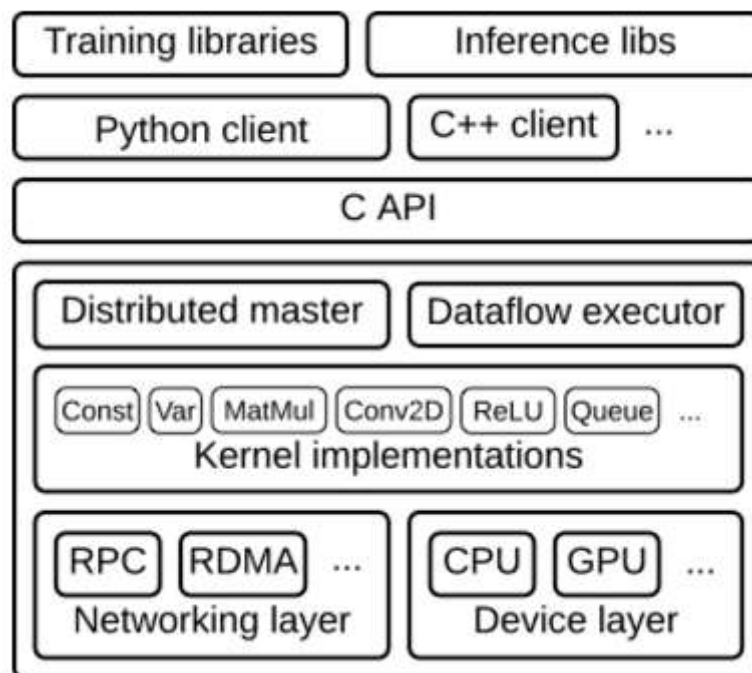 Training libraries Inference libs
Python client C++ client ...
C API
Distributed master Dataflow executor
Const Var MatMul Conv2D ReLU Queue ...
Kernel implementations
RPC RDMA ... CPU GPU ...
Networking layer Device layer